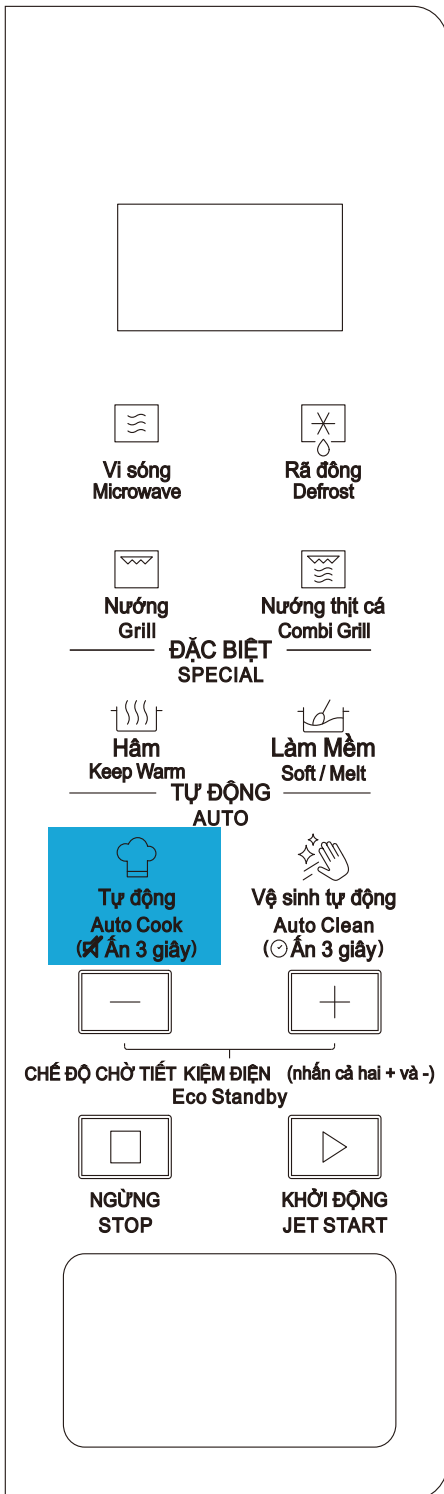 Vi sóng
Microwave
Rã đông
Defrost
Nướng
Grill
Nướng thịt cá
Combi Grill
ĐẶC BIỆT
SPECIAL
Hâm
Keep Warm
Làm Mềm
Soft / Melt
TỰ ĐỘNG
AUTO
Tự động
Auto Cook
(Ấn 3 giây)
Vệ sinh tự động
Auto Clean
(Ấn 3 giây)
CHẾ ĐỘ CHỜ TIẾT KIỆM ĐIỆN (nhấn cả hai + và -)
Eco Standby
NGỪNG
STOP
KHỞI ĐỘNG
JET START